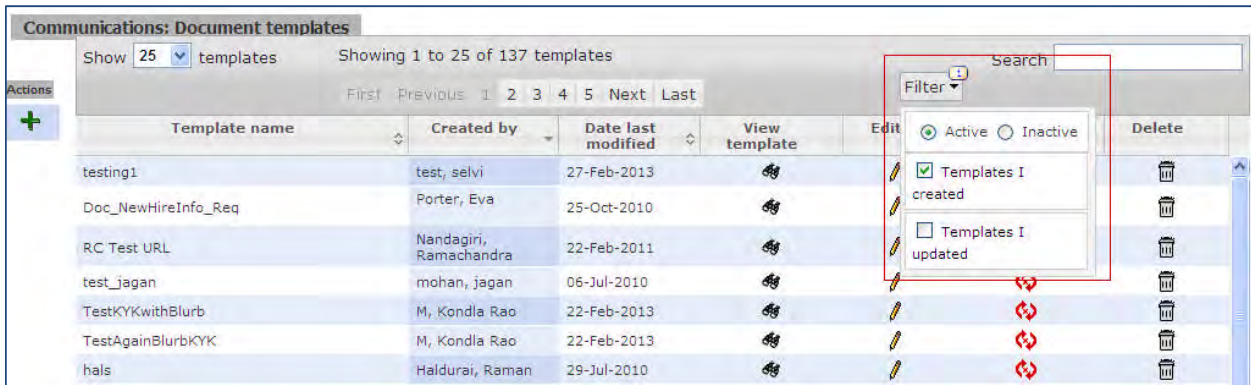 Communications: Document templates
Show 25 templates Showing 1 to 25 of 137 templates Search
First Previous 1 2 3 4 5 Next Last
1
Filter
Actions
Template name Created by Date last modified View template Edit Delete
Active Inactive
Templates I created
Templates I updated
testing1 test, selvi 27-Feb-2013
Doc_NewHireInfo_Req Porter, Eva 25-Oct-2010
RC Test URL Nandagiri, Ramachandra 22-Feb-2011
test_jagan mohan, jagan 06-Jul-2010
TestKYKwithBlurb M, Kondla Rao 22-Feb-2013
TestAgainBlurbKYK M, Kondla Rao 22-Feb-2013
hals Haldurai, Raman 29-Jul-2010